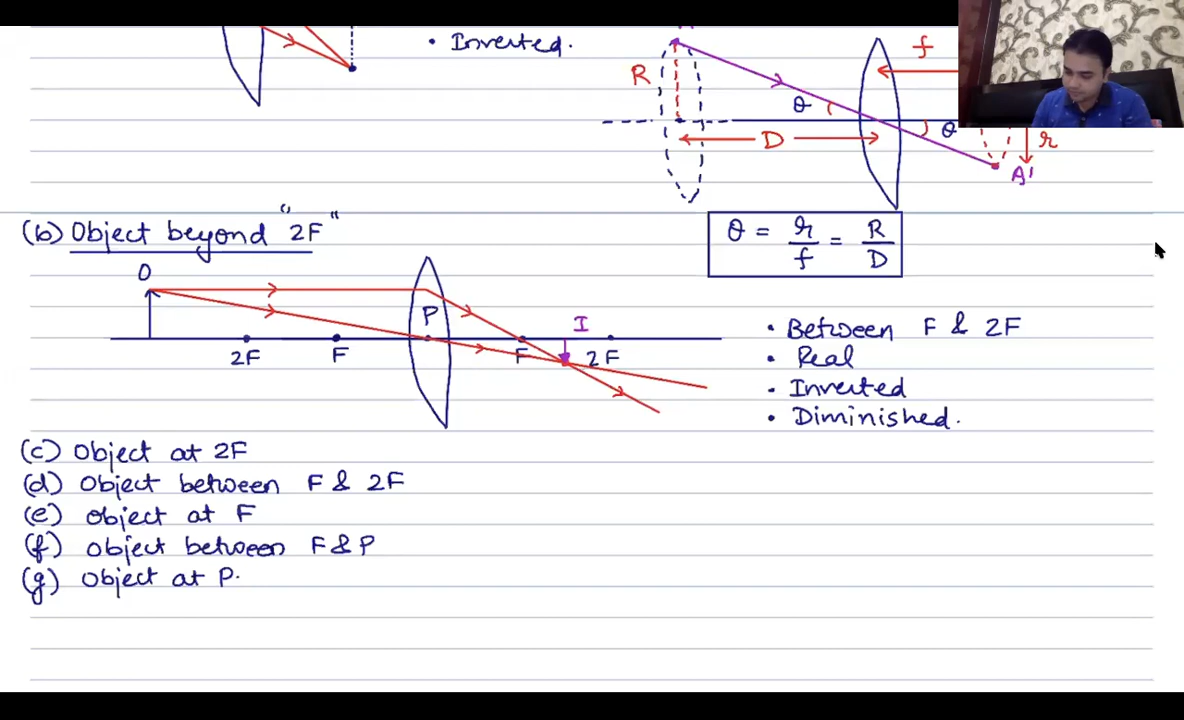 • Inverted.
R
f
θ
θ
D
r
A'
(b) Object beyond "2F"
θ = r/f = R/D
O
P
I
2F
F
F
2F
• Between F & 2F
• Real
• Inverted
• Diminished.
(c) Object at 2F
(d) Object between F & 2F
(e) Object at F
(f) Object between F & P
(g) Object at P.